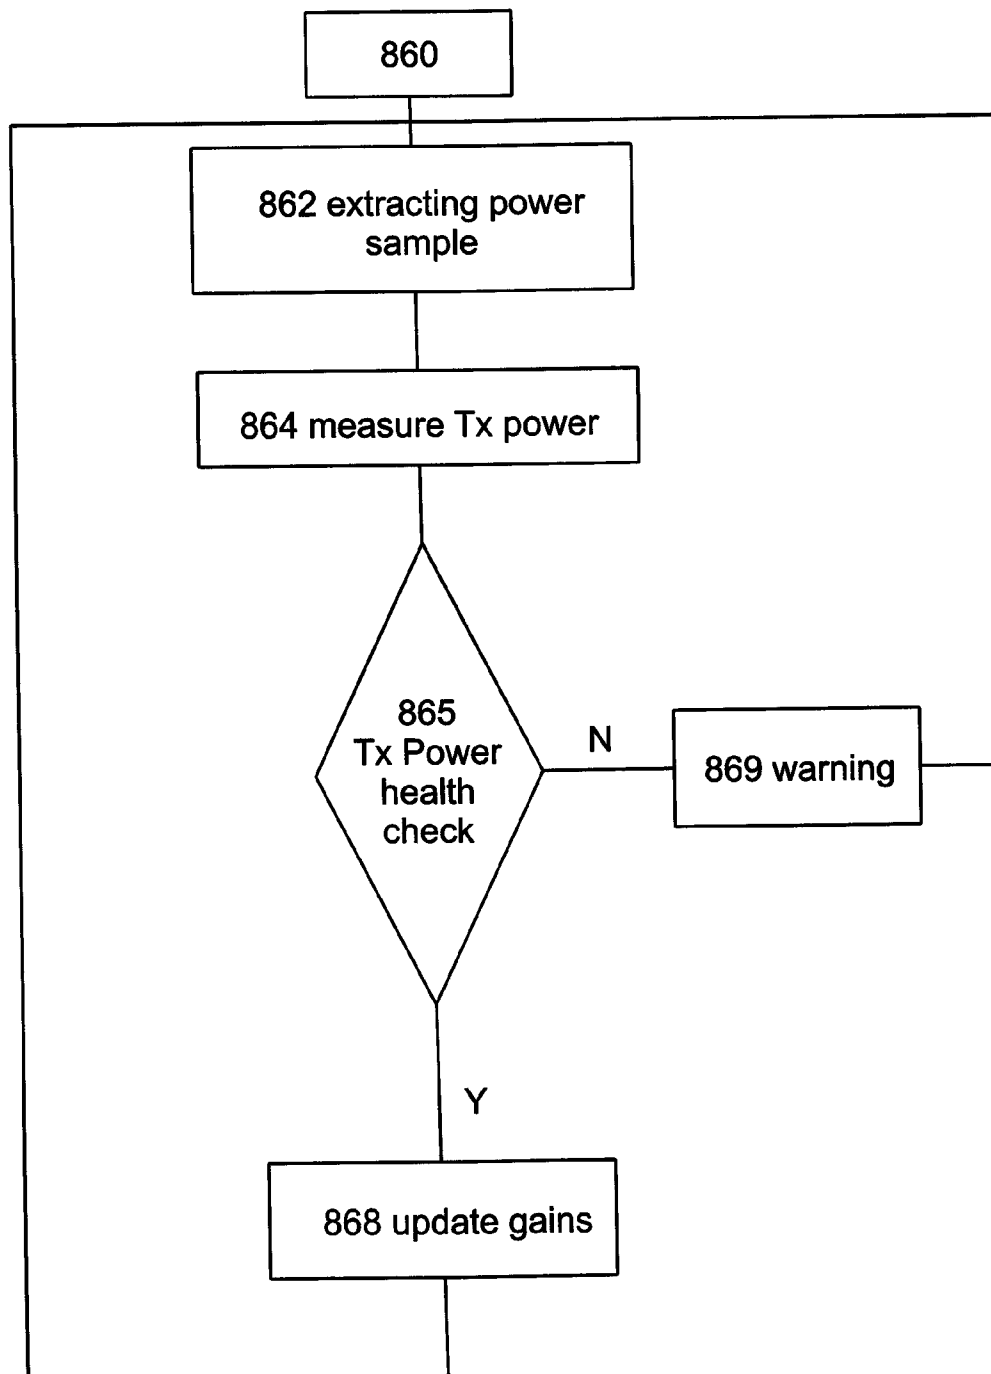 860
862 extracting power
sample
864 measure Tx power
865
Tx Power
health
check
N
869 warning
Y
868 update gains